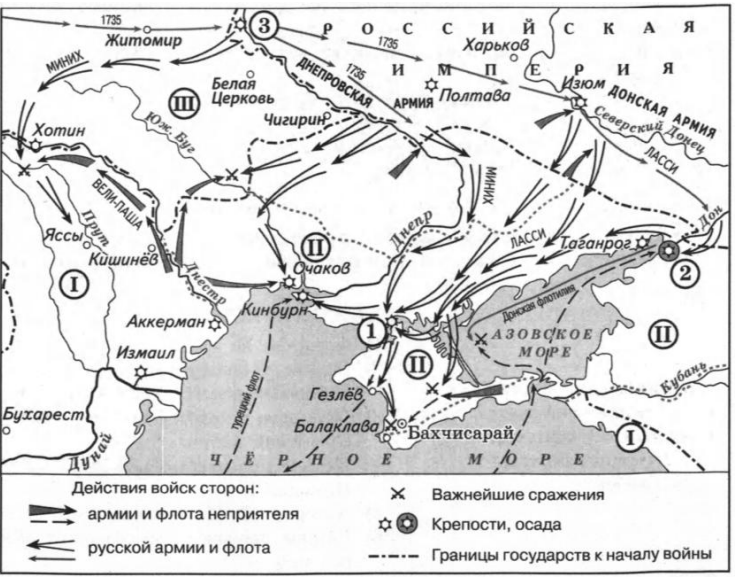 РОССИЙСКАЯ
ИМПЕРИЯ
1735
Житомир
3
1735
Харьков
МИНИХ
ДНЕПРОВСКАЯ
1735
АРМИЯ
Белая
Церковь
Полтава
Изюм
ДОНСКАЯ АРМИЯ
III
Чигирин
Северский Донец
Хотин
Юж. Буг
ЛАССИ
ВЕЛИ-ПАША
МИНИХ
Дон
Прут
Яссы
Кишинёв
Днестр
II
Днепр
ЛАССИ
Таганрог
2
I
Очаков
Кинбурн
Донская флотилия
Аккерман
1
АЗОВСКОЕ
МОРЕ
II
II
Измаил
Кубань
турецкий флот
Гезлёв
Бухарест
Балаклава
Бахчисарай
I
Дунай
ЧЁРНОЕ МОРЕ
Действия войск сторон:
армии и флота неприятеля
русской армии и флота
Важнейшие сражения
Крепости, осада
Границы государств к началу войны